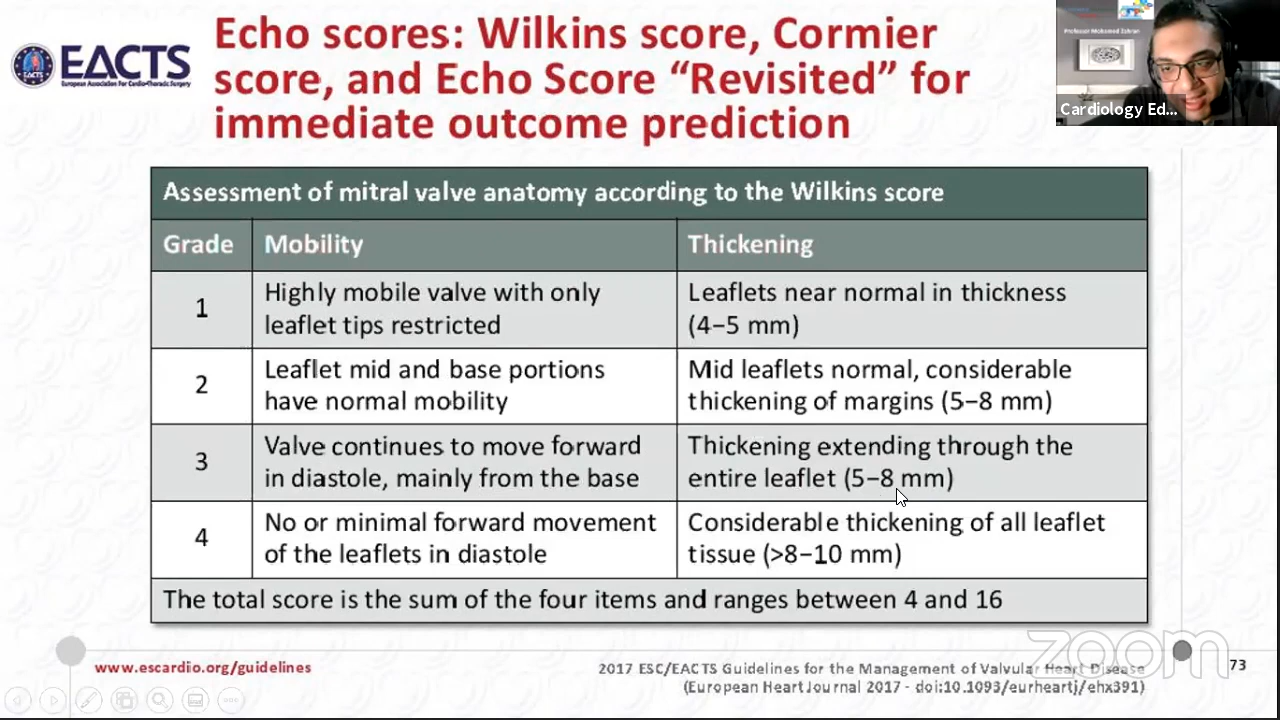 Echo scores: Wilkins score, Cormier
score, and Echo Score “Revisited” for
immediate outcome prediction
EACTS
European Association For Cardio-Thoracic Surgery
Professor Mohamed Zahran
Cardiology Ed...
Assessment of mitral valve anatomy according to the Wilkins score
Grade Mobility Thickening
1 Highly mobile valve with only leaflet tips restricted Leaflets near normal in thickness (4–5 mm)
2 Leaflet mid and base portions have normal mobility Mid leaflets normal, considerable thickening of margins (5–8 mm)
3 Valve continues to move forward in diastole, mainly from the base Thickening extending through the entire leaflet (5–8 mm)
4 No or minimal forward movement of the leaflets in diastole Considerable thickening of all leaflet tissue (>8–10 mm)
The total score is the sum of the four items and ranges between 4 and 16
zoom
www.escardio.org/guidelines
2017 ESC/EACTS Guidelines for the Management of Valvular Heart Disease
(European Heart Journal 2017 - doi:10.1093/eurheartj/ehx391)
73